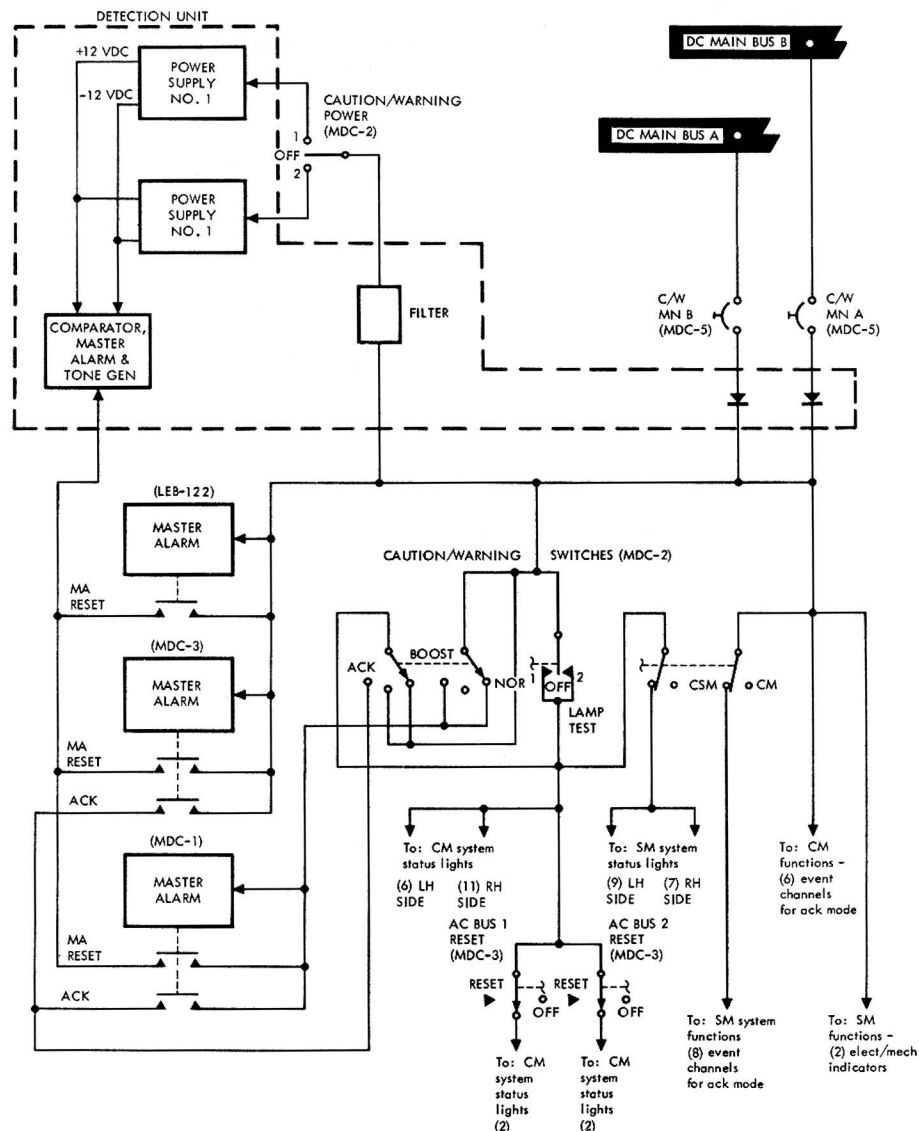 DETECTION UNIT
DC MAIN BUS B
+12 VDC
-12 VDC
POWER
SUPPLY
NO. 1
CAUTION/WARNING
POWER
(MDC-2)
1
OFF
2
DC MAIN BUS A
POWER
SUPPLY
NO. 1
C/W
MN B
(MDC-5)
C/W
MN A
(MDC-5)
FILTER
COMPARATOR,
MASTER
ALARM &
TONE GEN
(LEB-122)
MASTER
ALARM
CAUTION/WARNING
SWITCHES (MDC-2)
MA
RESET
(MDC-3)
MASTER
ALARM
ACK
BOOST
NOR
1
OFF
2
LAMP
TEST
CSM
CM
MA
RESET
ACK
(MDC-1)
MASTER
ALARM
To: CM system
status lights
(6) LH
SIDE
(11) RH
SIDE
To: SM system
status lights
(9) LH
SIDE
(7) RH
SIDE
To: CM
functions -
(6) event
channels
for ack mode
AC BUS 1
RESET
(MDC-3)
AC BUS 2
RESET
(MDC-3)
MA
RESET
ACK
RESET
OFF
RESET
OFF
To: CM
system
status
lights
(2)
To: CM
system
status
lights
(2)
To: SM system
functions
(8) event
channels
for ack mode
To: SM
functions -
(2) elect/mech
indicators